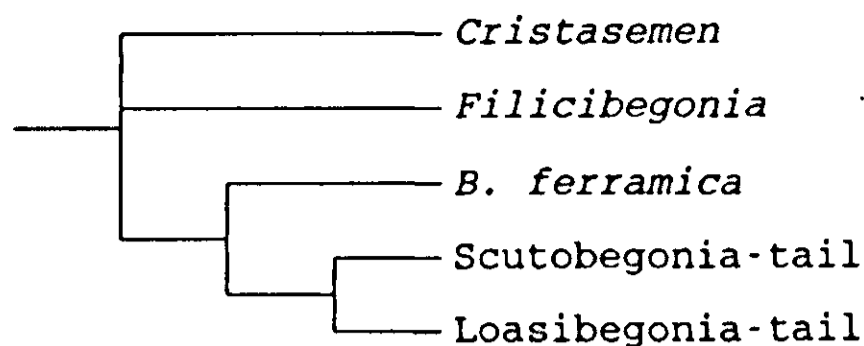 Cristasemen
Filicibegonia
B. ferramica
Scutobegonia-tail
Loasibegonia-tail